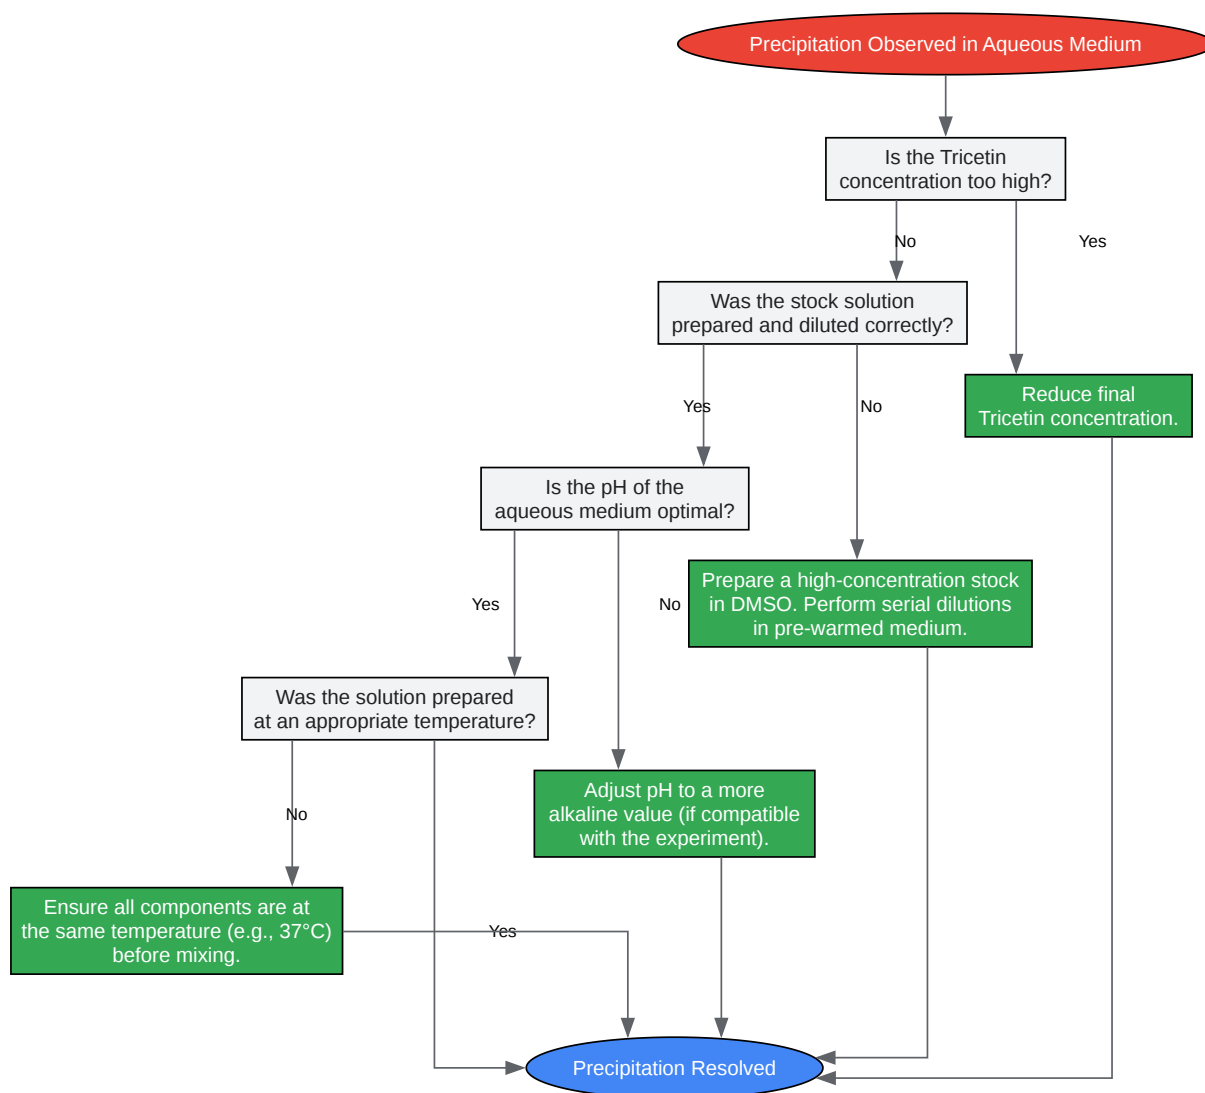 Precipitation Observed in Aqueous Medium
Is the Tricetin
concentration too high?
No
Yes
Was the stock solution
prepared and diluted correctly?
Reduce final
Tricetin concentration.
Yes
No
Is the pH of the
aqueous medium optimal?
Prepare a high-concentration stock
in DMSO. Perform serial dilutions
in pre-warmed medium.
Yes
No
Was the solution prepared
at an appropriate temperature?
Adjust pH to a more
alkaline value (if compatible
with the experiment).
No
Ensure all components are at
the same temperature (e.g., 37°C)
before mixing.
Yes
Precipitation Resolved